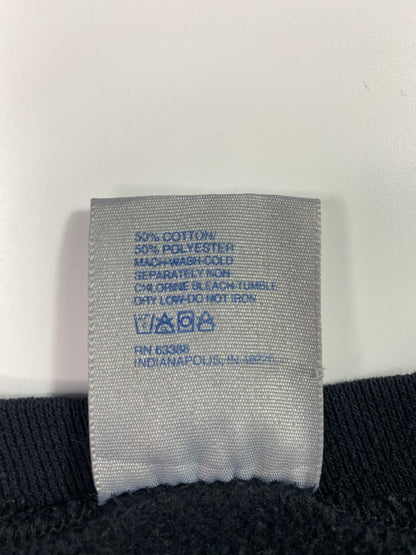 50% COTTON/
50% POLYESTER
MACH-WASH-COLD
SEPARATELY NON
CHLORINE BLEACH-TUMBLE
DRY LOW-DO NOT IRON
RN 63368
INDIANAPOLIS, IN